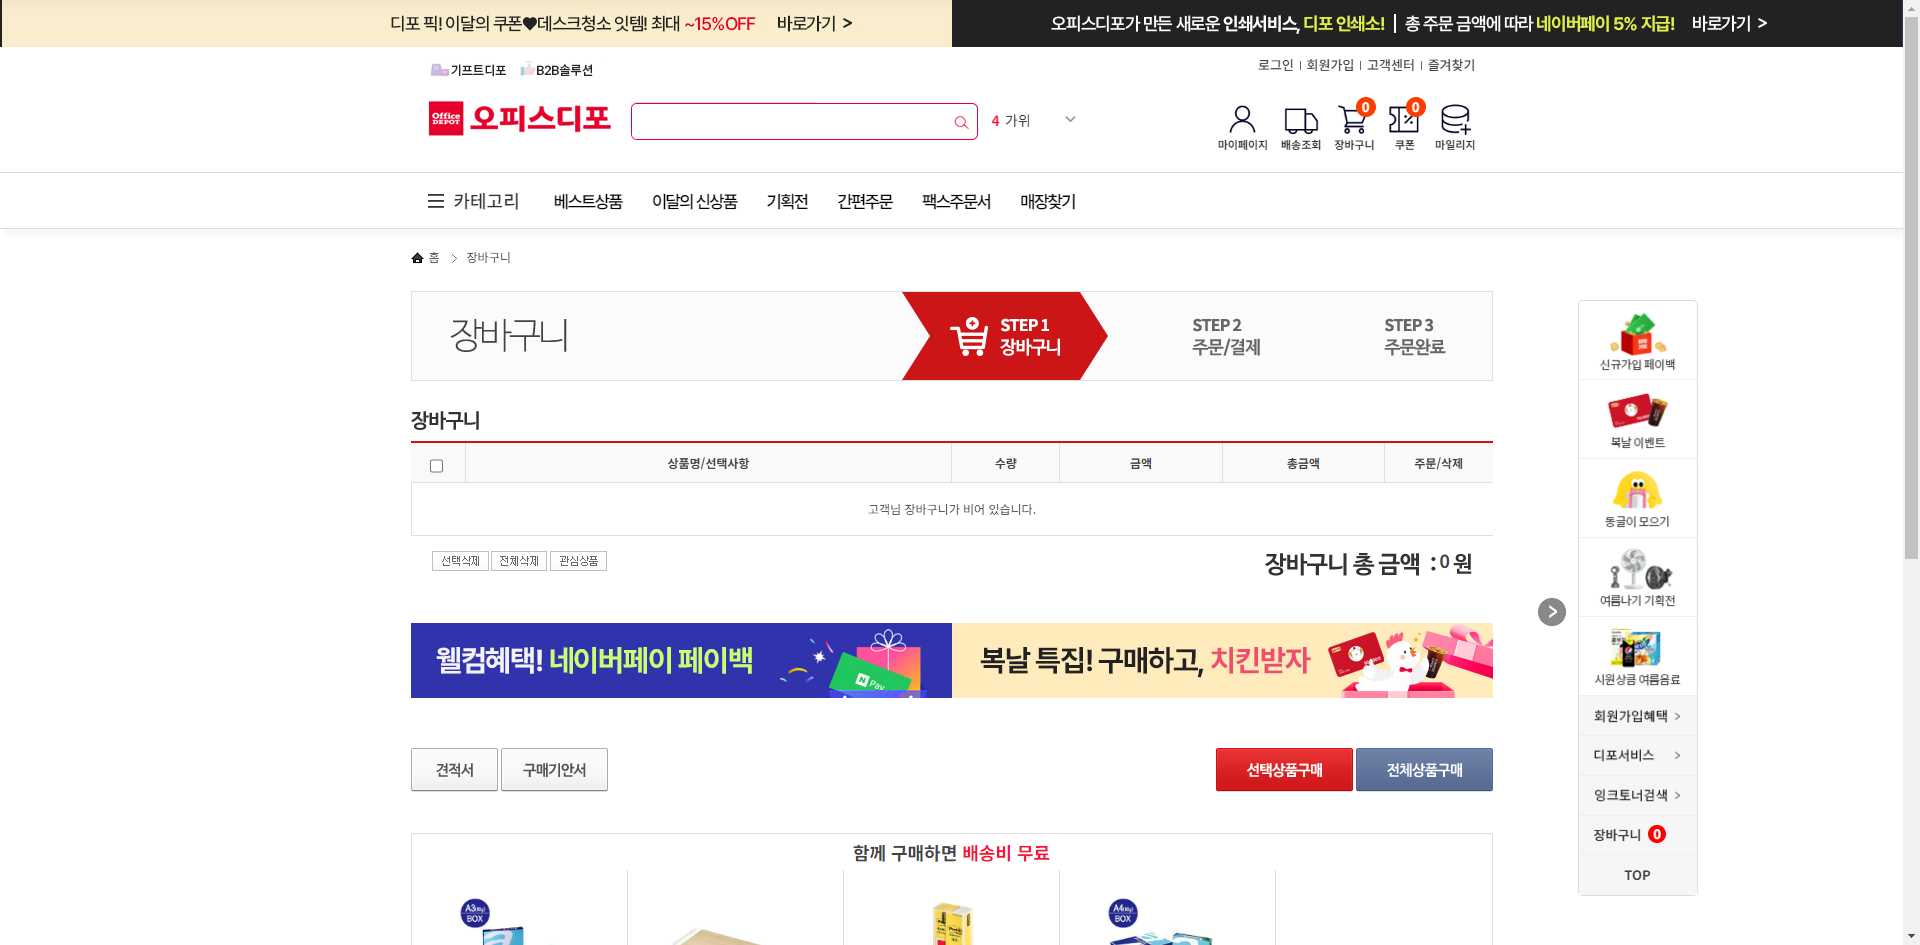 디포 픽! 이달의 쿠폰♥데스크청소 잇템! 최대 ~15%OFF 바로가기 >
오피스디포가 만든 새로운 인쇄서비스, 디포 인쇄소! | 총 주문 금액에 따라 네이버페이 5% 지급! 바로가기 >
기프트디포 B2B솔루션
로그인 | 회원가입 | 고객센터 | 즐겨찾기
Office DEPOT 오피스디포
4 가위
0 0
마이페이지 배송조회 장바구니 쿠폰 마일리지
카테고리 베스트상품 이달의 신상품 기획전 간편주문 팩스주문서 매장찾기
홈 > 장바구니
장바구니
STEP 1
장바구니
STEP 2
주문/결제
STEP 3
주문완료
장바구니
상품명/선택사항 수량 금액 총금액 주문/삭제
고객님 장바구니가 비어 있습니다.
선택삭제 전체삭제 관심상품
장바구니 총 금액 : 0 원
웰컴혜택! 네이버페이 페이백
N Pay
복날 특집! 구매하고, 치킨받자
견적서 구매기안서
선택상품구매 전체상품구매
함께 구매하면 배송비 무료
A3(80g) BOX
A4(80g) BOX
신규가입 페이백
복날 이벤트
동글이 모으기
여름나기 기획전
시원상큼 여름음료
회원가입혜택 >
디포서비스 >
잉크토너검색 >
장바구니 0
TOP